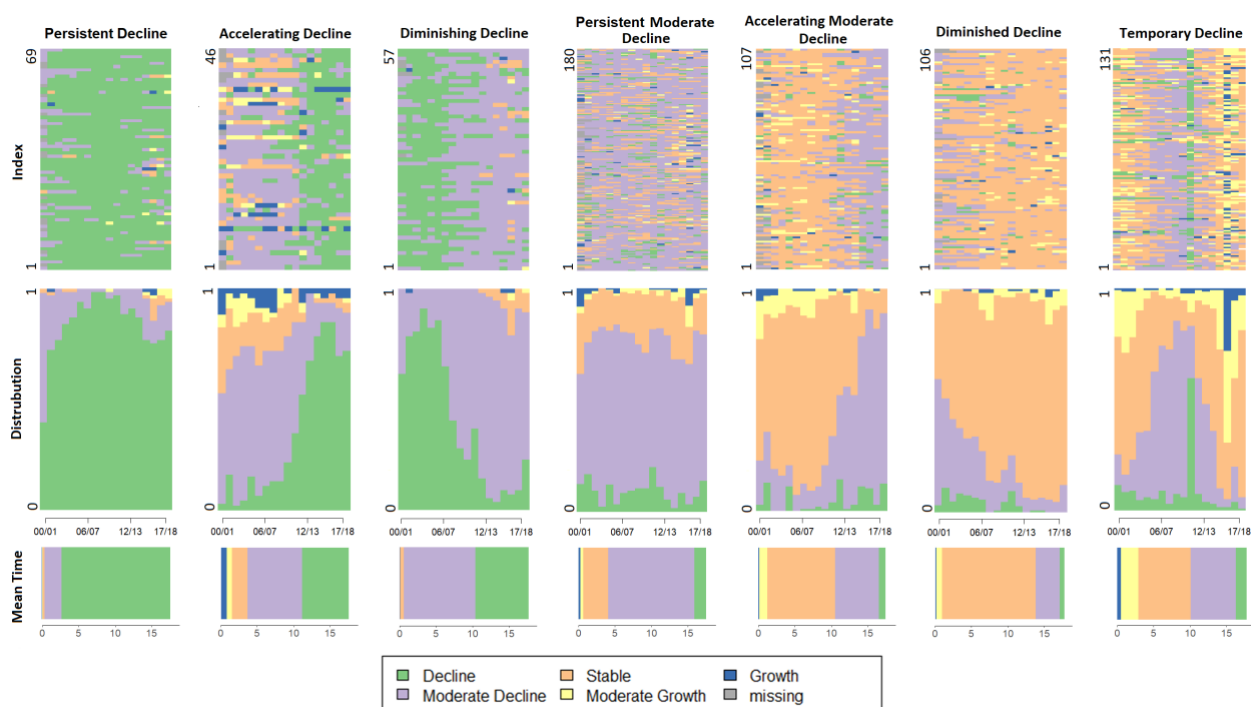 Persistent Decline
Accelerating Decline
Diminishing Decline
Persistent Moderate
Decline
Accelerating Moderate
Decline
Diminished Decline
Temporary Decline
Index
69
1
46
1
57
1
180
1
107
1
106
1
131
1
Distrubution
1
0
1
0
1
0
1
0
1
0
1
0
1
0
00/01 06/07 12/13 17/18
00/01 06/07 12/13 17/18
00/01 06/07 12/13 17/18
00/01 06/07 12/13 17/18
00/01 06/07 12/13 17/18
00/01 06/07 12/13 17/18
00/01 06/07 12/13 17/18
Mean Time
0 5 10 15
0 5 10 15
0 5 10 15
0 5 10 15
0 5 10 15
0 5 10 15
0 5 10 15
Decline Stable Growth
Moderate Decline Moderate Growth missing